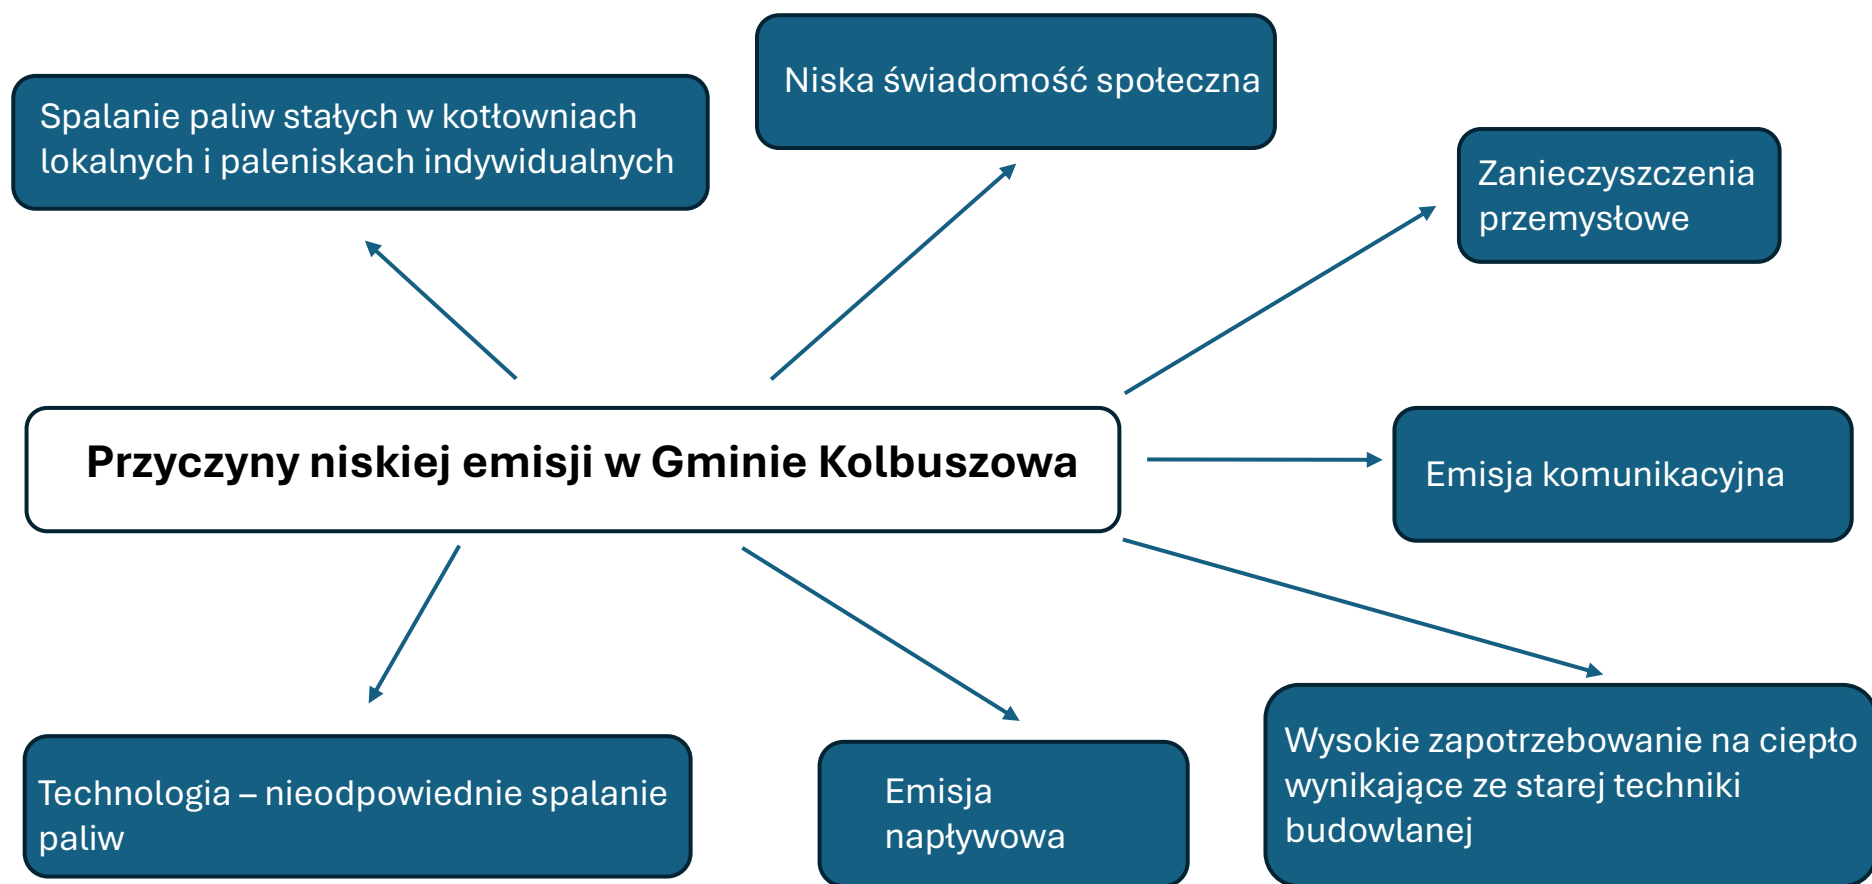 Niska świadomość społeczna
Spalanie paliw stałych w kotłowniach
lokalnych i paleniskach indywidualnych
Zanieczyszczenia
przemysłowe
Przyczyny niskiej emisji w Gminie Kolbuszowa
Emisja komunikacyjna
Technologia – nieodpowiednie spalanie
paliw
Emisja
napływowa
Wysokie zapotrzebowanie na ciepło
wynikające ze starej techniki
budowlanej